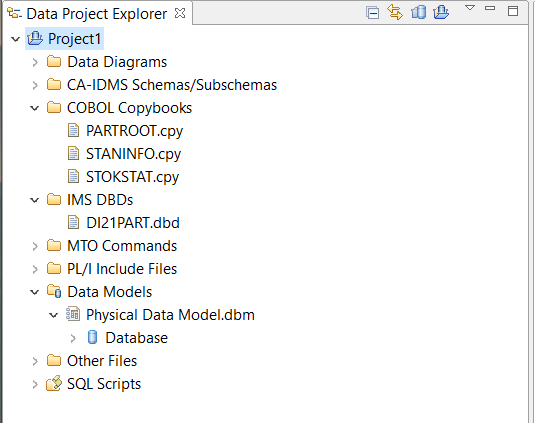 Data Project Explorer
Project1
Data Diagrams
CA-IDMS Schemas/Subschemas
COBOL Copybooks
PARTROOT.cpy
STANINFO.cpy
STOKSTAT.cpy
IMS DBDs
DI21PART.dbd
MTO Commands
PL/I Include Files
Data Models
Physical Data Model.dbm
Database
Other Files
SQL Scripts